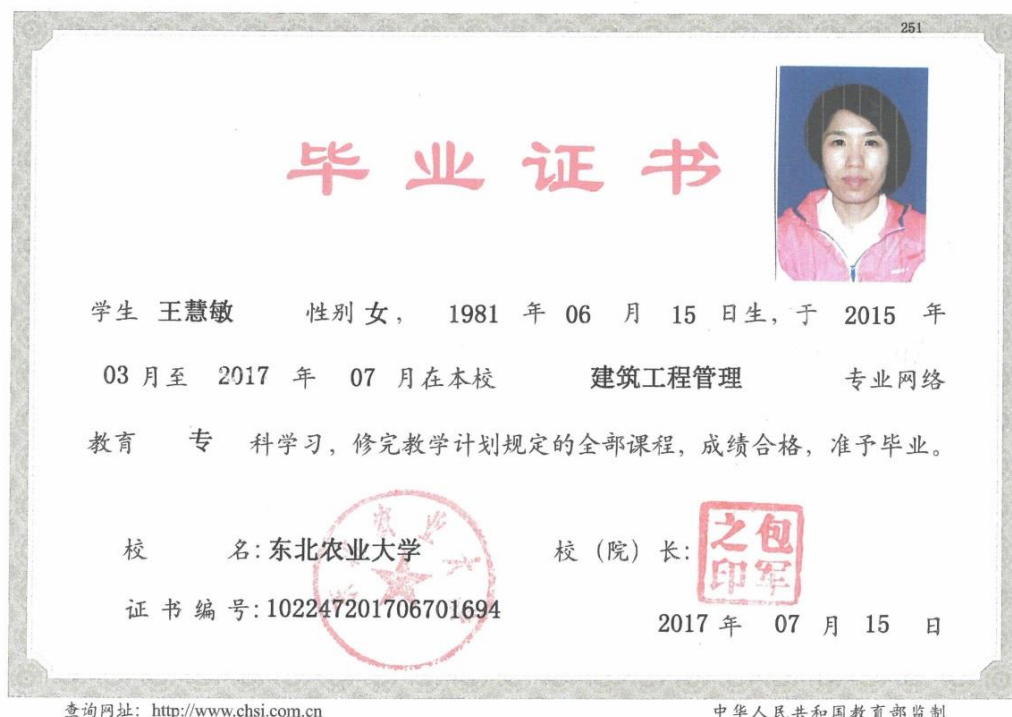 251
毕业证书
学生 王慧敏 性别 女， 1981 年 06 月 15 日生，于 2015 年
03 月至 2017 年 07 月在本校 建筑工程管理 专业网络
教育 专 科学习，修完教学计划规定的全部课程，成绩合格，准予毕业。
校 名：东北农业大学 校（院）长：
包军之印
证书编号：102247201706701694
2017 年 07 月 15 日
查询网址：http://www.chsi.com.cn 中华人民共和国教育部监制